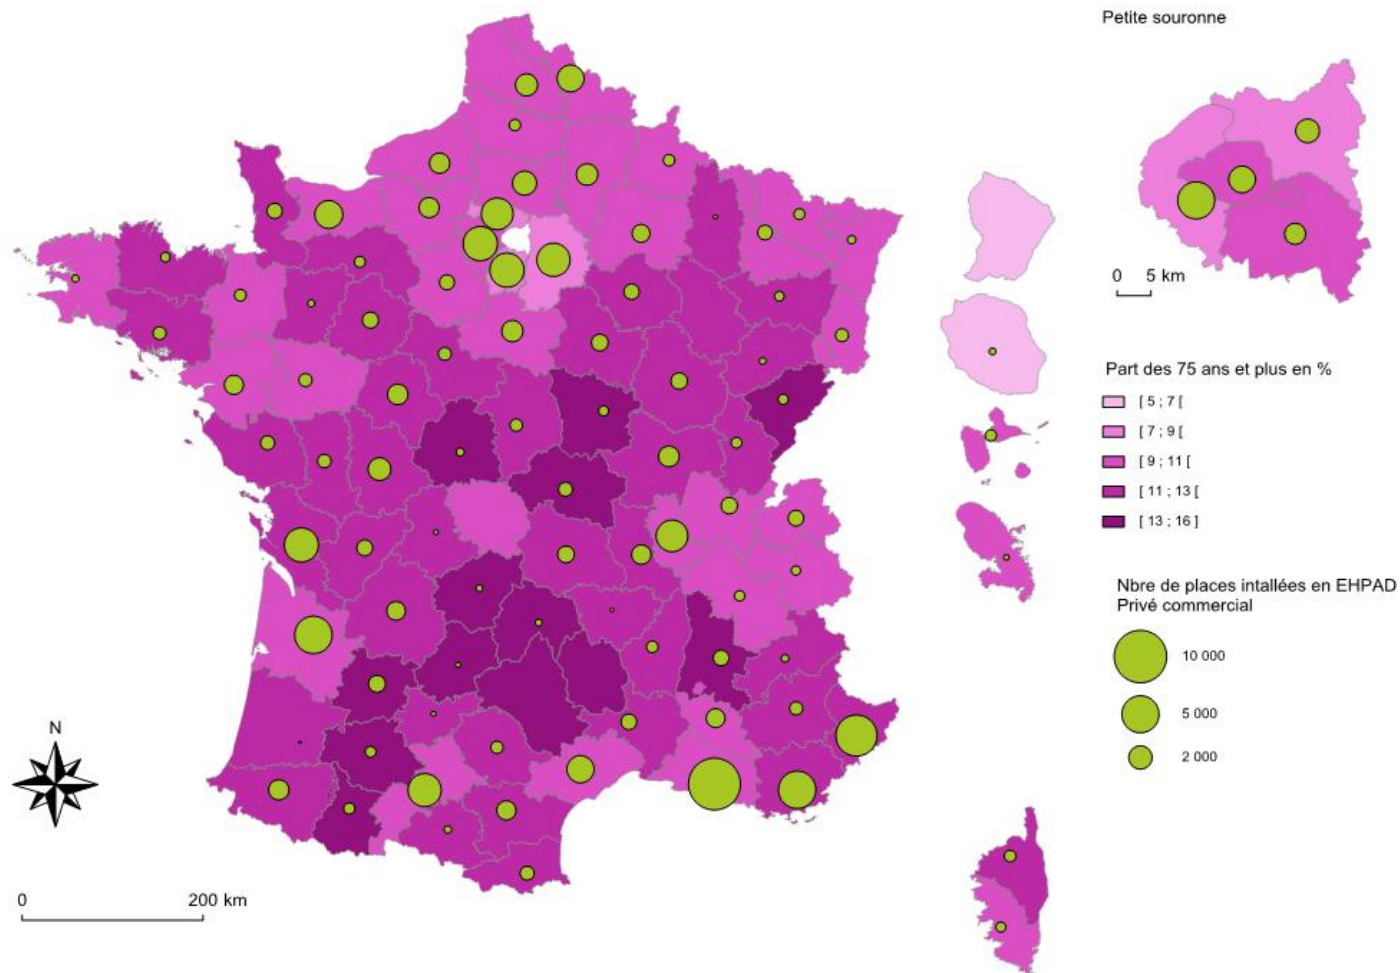 Petite souronne
0 5 km
Part des 75 ans et plus en %
[ 5 ; 7 [
[ 7 ; 9 [
[ 9 ; 11 [
[ 11 ; 13 [
[ 13 ; 16 ]
Nbre de places intallées en EHPAD
Privé commercial
10 000
5 000
2 000
N
0 200 km